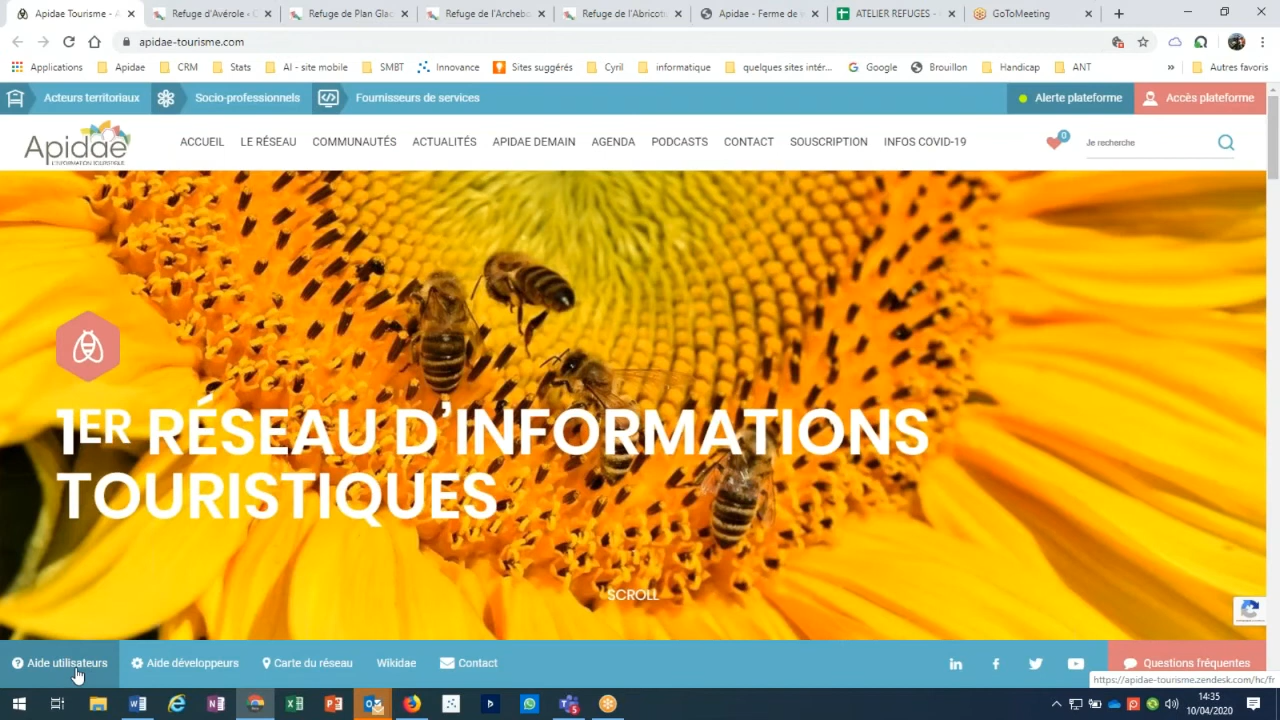 Apidae Tourisme - A
Refuge d'Avérole - C
Refuge de Plan Glac
Refuge de l'Archebo
Refuge de l'Abricot
Apidae - Ferme de v
ATELIER REFUGES -
GoToMeeting
apidae-tourisme.com
Applications
Apidae
CRM
Stats
AI - site mobile
SMBT
Innovance
Sites suggérés
Cyril
informatique
quelques sites intér...
Google
Brouillon
Handicap
ANT
»
Autres favoris
Acteurs territoriaux
Socio-professionnels
Fournisseurs de services
Alerte plateforme
Accès plateforme
Apidae
L'INFORMATION TOURISTIQUE
ACCUEIL
LE RÉSEAU
COMMUNAUTÉS
ACTUALITÉS
APIDAE DEMAIN
AGENDA
PODCASTS
CONTACT
SOUSCRIPTION
INFOS COVID-19
0
Je recherche
1ER RÉSEAU D'INFORMATIONS
TOURISTIQUES
SCROLL
Aide utilisateurs
Aide développeurs
Carte du réseau
Wikidae
Contact
Questions fréquentes
https://apidae-tourisme.zendesk.com/hc/fr
14:35
10/04/2020